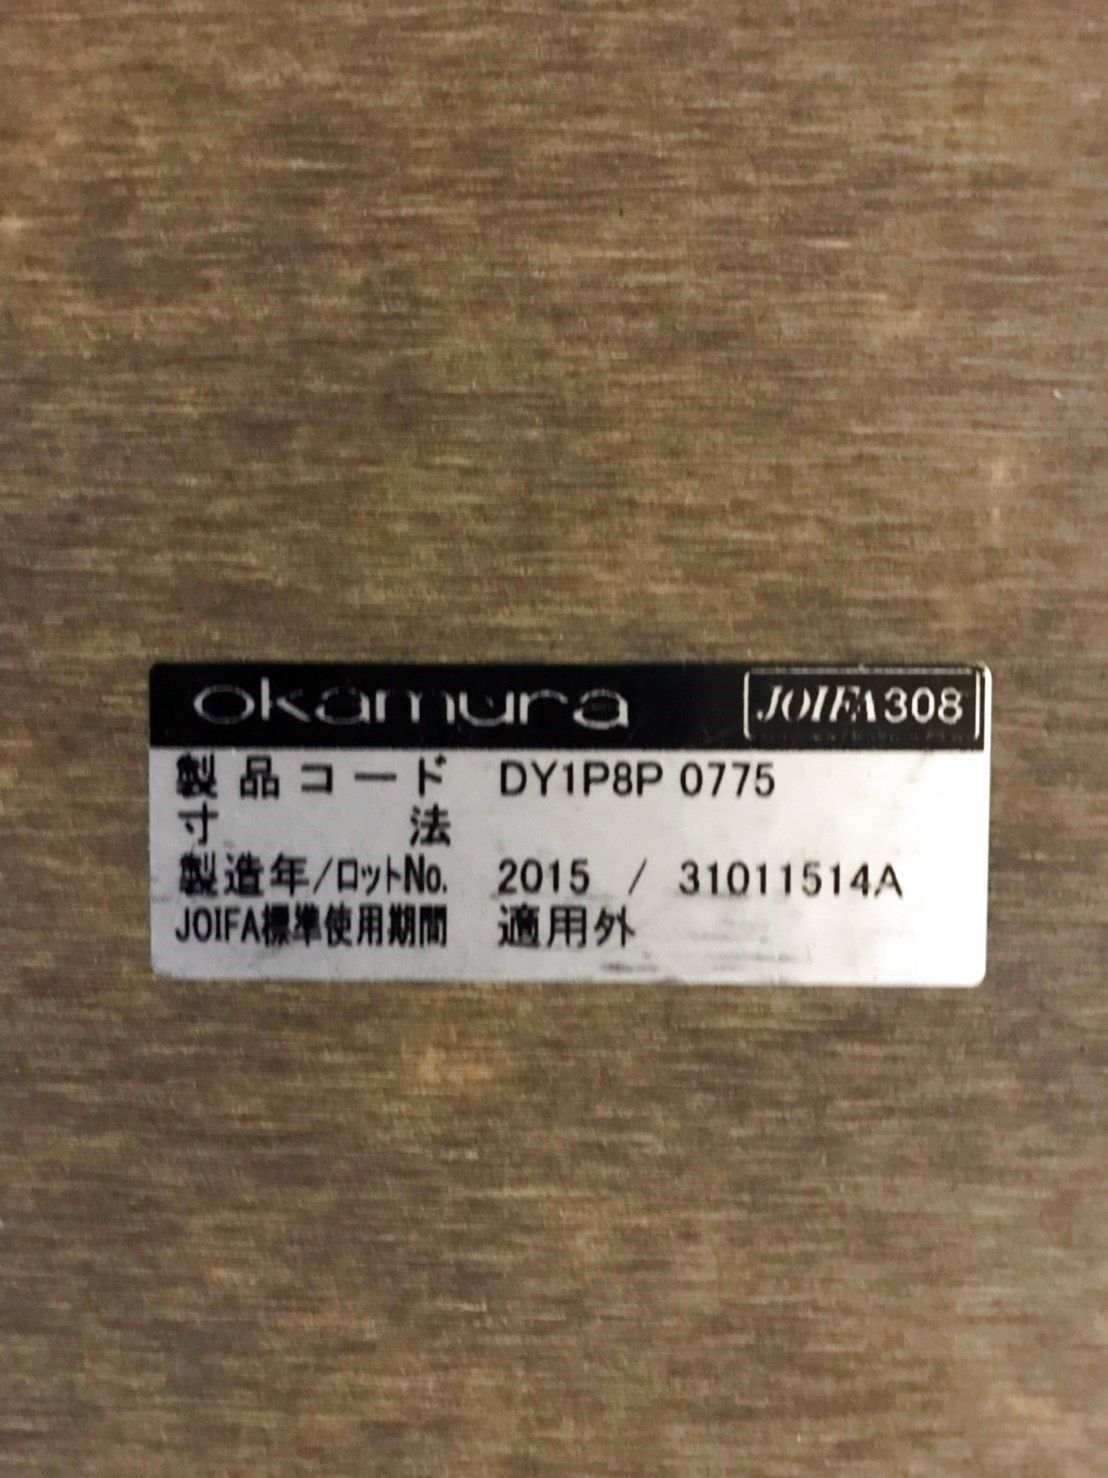 okamura JOIFA308
製品コード DY1P8P 0775
寸法
製造年/ロットNo. 2015 / 31011514A
JOIFA標準使用期間 適用外